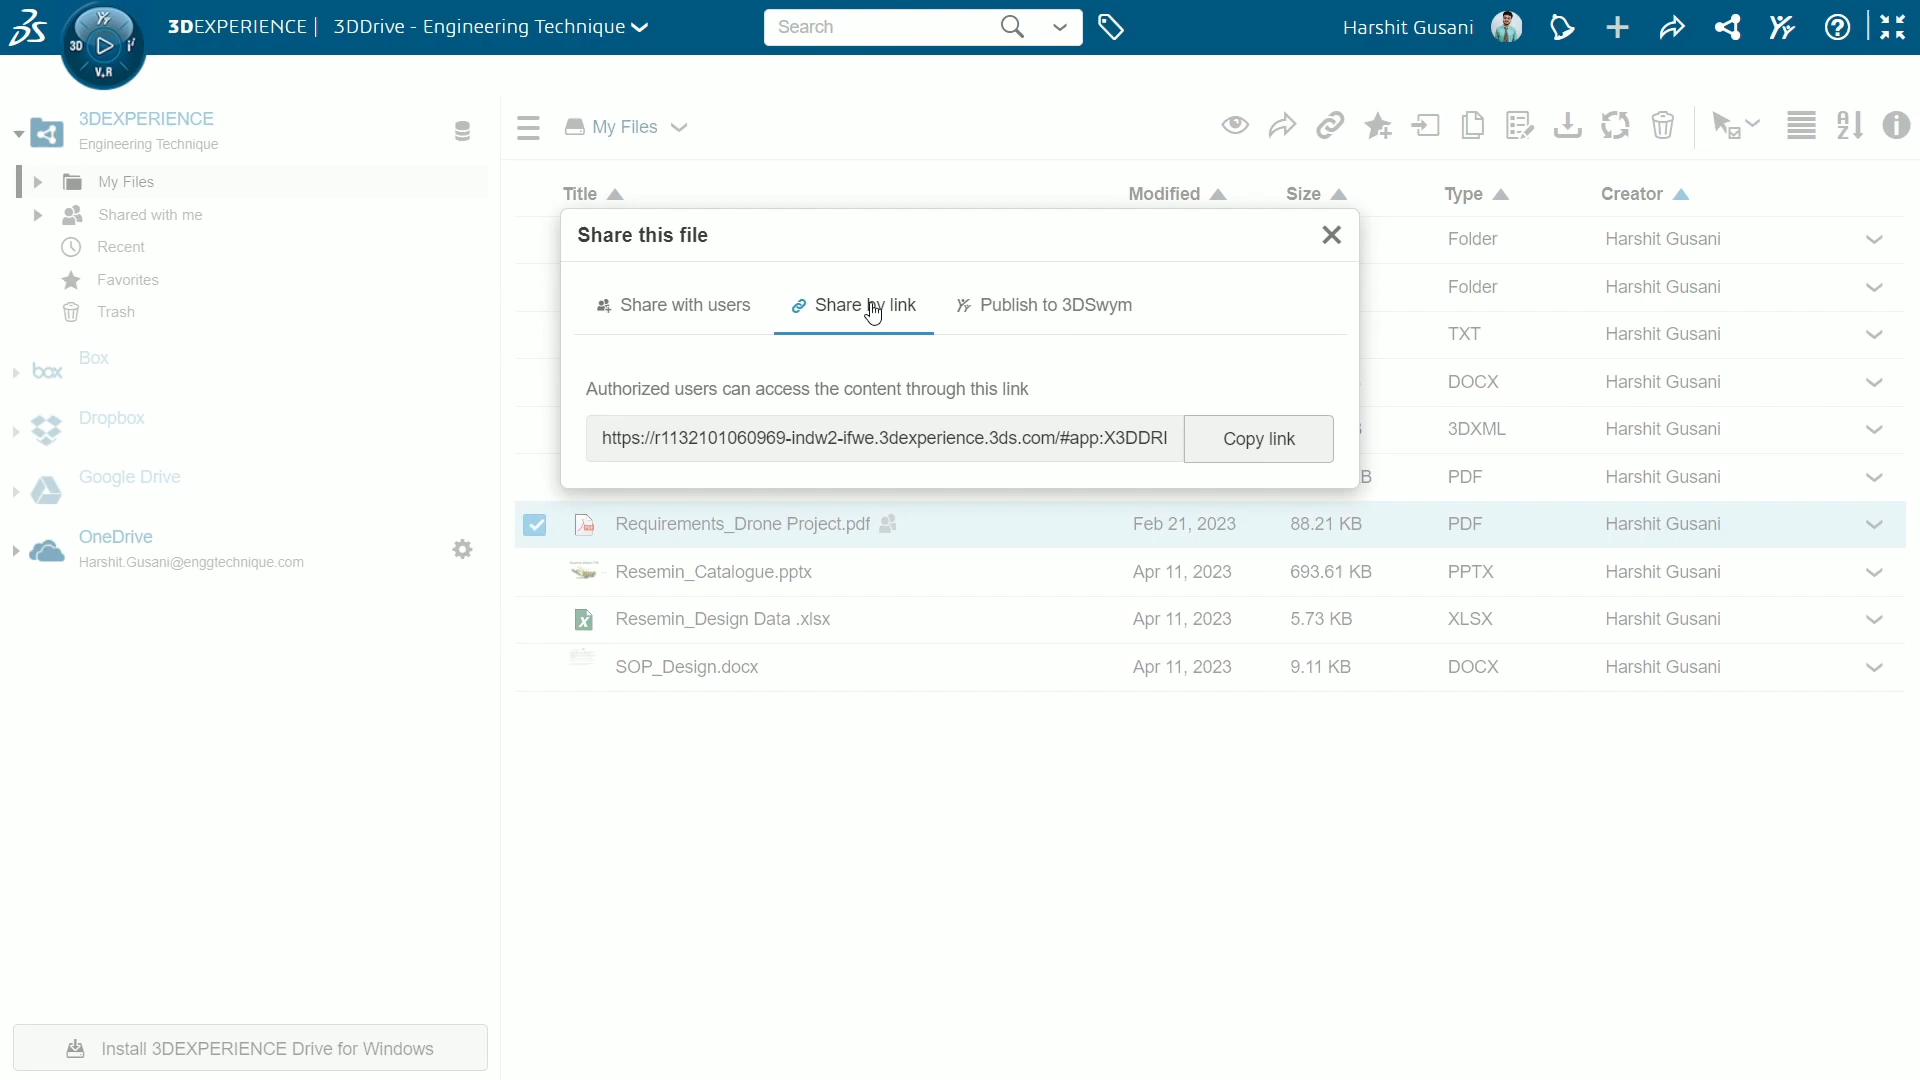 3DEXPERIENCE | 3DDrive - Engineering Technique
Search
Harshit Gusani
3D
i²
V,R
3DEXPERIENCE
Engineering Technique
My Files
Shared with me
Recent
Favorites
Trash
box
Box
Dropbox
Google Drive
OneDrive
Harshit.Gusani@enggtechnique.com
Install 3DEXPERIENCE Drive for Windows
My Files
Title Modified Size Type Creator
Folder Harshit Gusani
Folder Harshit Gusani
TXT Harshit Gusani
DOCX Harshit Gusani
3DXML Harshit Gusani
PDF Harshit Gusani
Share this file
Share with users Share by link Publish to 3DSwym
Authorized users can access the content through this link
https://r1132101060969-indw2-ifwe.3dexperience.3ds.com/#app:X3DDRI Copy link
Requirements_Drone Project.pdf Feb 21, 2023 88.21 KB PDF Harshit Gusani
Resemin_Catalogue.pptx Apr 11, 2023 693.61 KB PPTX Harshit Gusani
Resemin_Design Data .xlsx Apr 11, 2023 5.73 KB XLSX Harshit Gusani
SOP_Design.docx Apr 11, 2023 9.11 KB DOCX Harshit Gusani